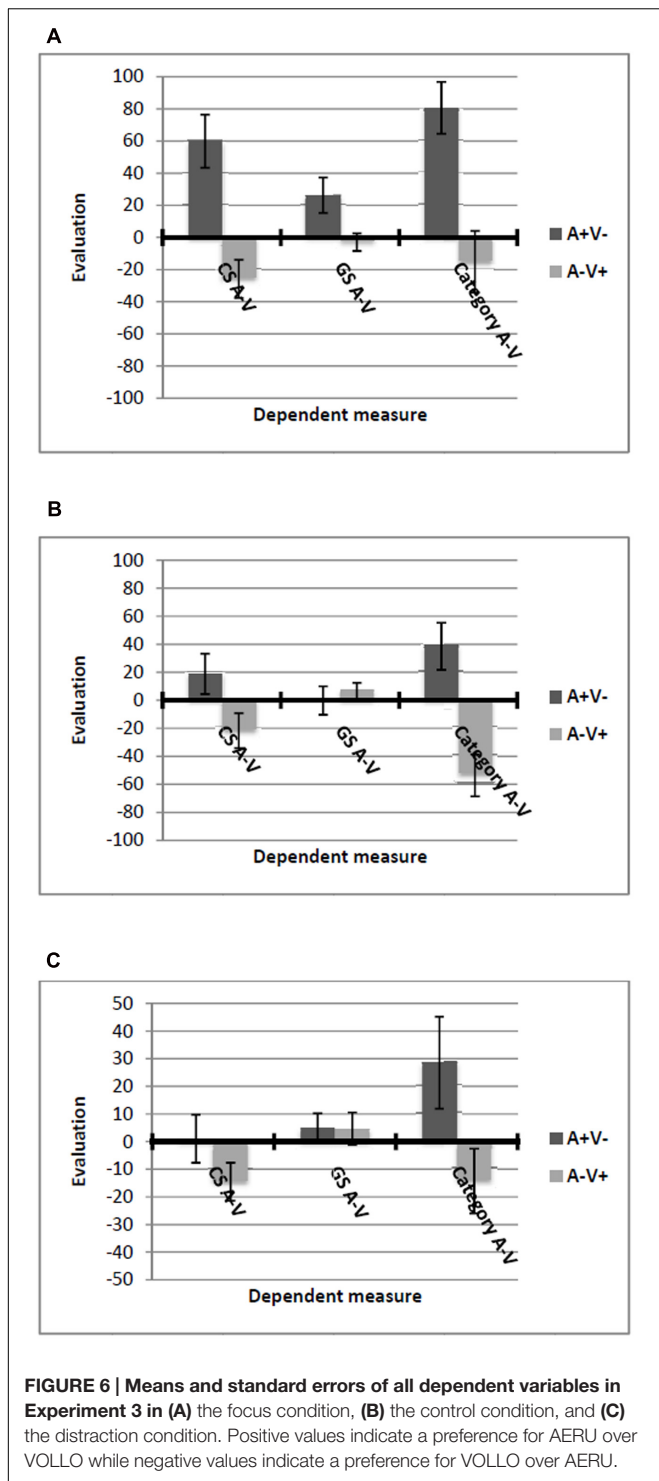 A
100
80
60
40
20
0
-20
-40
-60
-80
-100
Evaluation
CS A-V
GS A-V
Category A-V
A+V-
A-V+
Dependent measure
B
100
80
60
40
20
0
-20
-40
-60
-80
-100
Evaluation
CS A-V
GS A-V
Category A-V
A+V-
A-V+
Dependent measure
C
50
40
30
20
10
0
-10
-20
-30
-40
-50
Evaluation
CS A-V
GS A-V
Category A-V
A+V-
A-V+
Dependent measure
FIGURE 6 | Means and standard errors of all dependent variables in
Experiment 3 in (A) the focus condition, (B) the control condition, and (C)
the distraction condition. Positive values indicate a preference for AERU over
VOLLO while negative values indicate a preference for VOLLO over AERU.